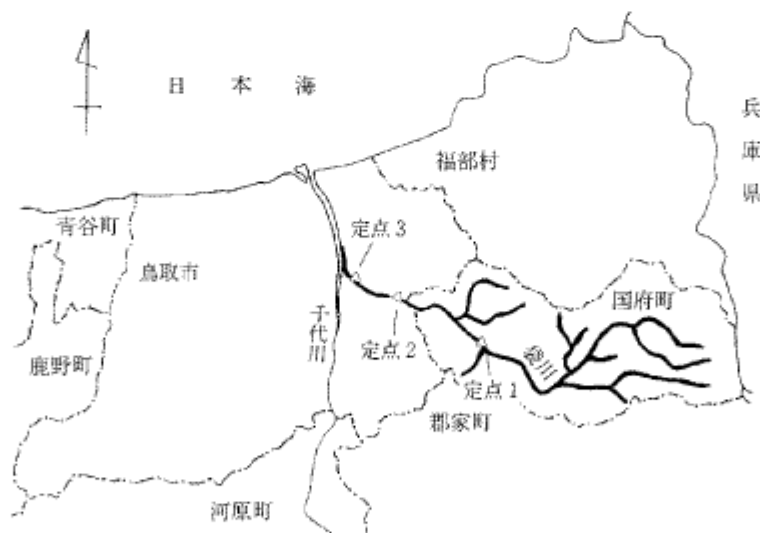 日本海
兵庫県
福部村
青谷町
定点3
鳥取市
国府町
千代川
定点2
袋川
鹿野町
定点1
郡家町
河原町